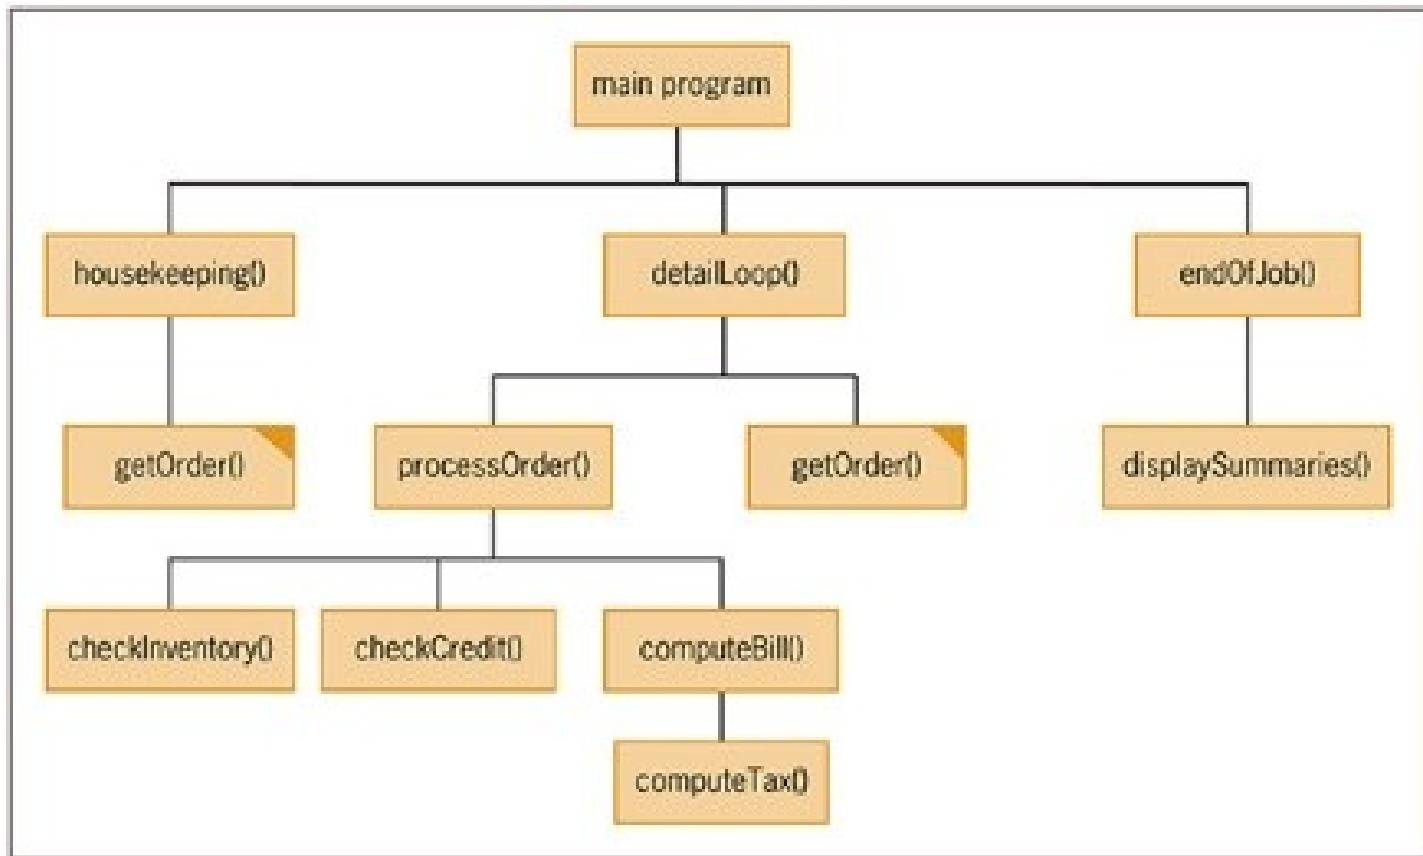 main program
housekeeping()
detailLoop()
endOfJob()
getOrder()
processOrder()
getOrder()
displaySummaries()
checkInventory()
checkCredit()
computeBill()
computeTax()